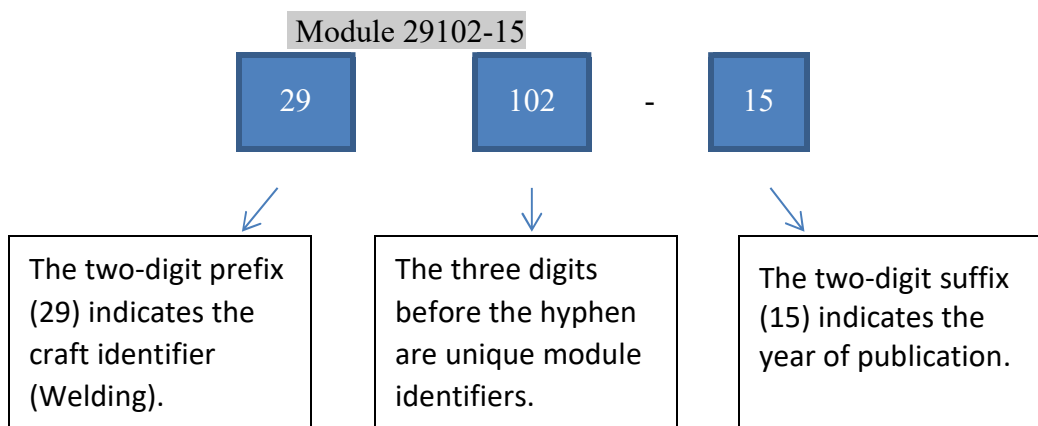 Module 29102-15
29
102
-
15
The two-digit prefix
(29) indicates the
craft identifier
(Welding).
The three digits
before the hyphen
are unique module
identifiers.
The two-digit suffix
(15) indicates the
year of publication.